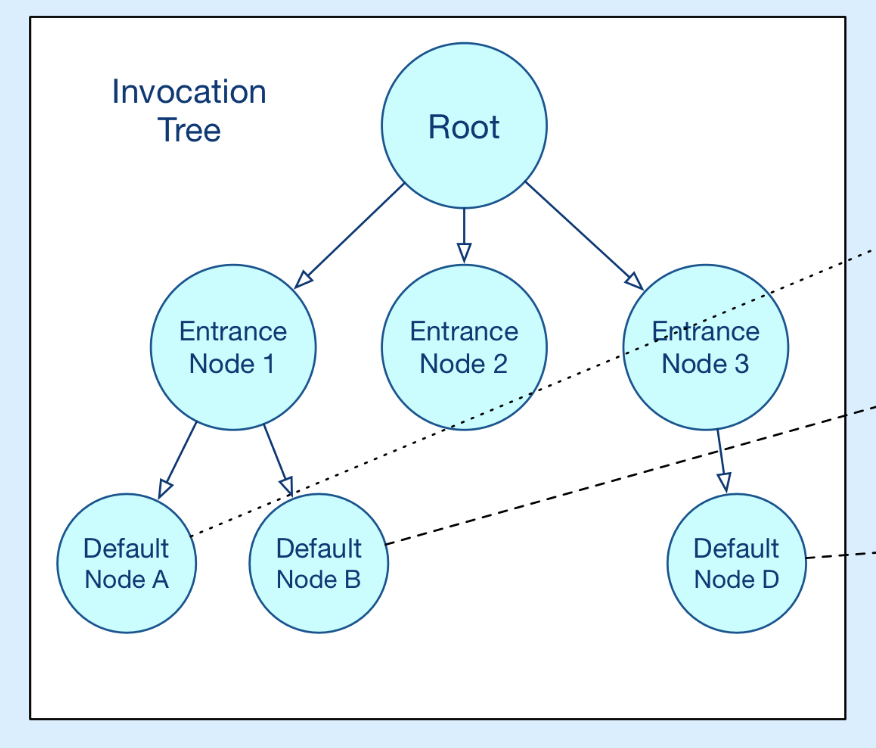 Invocation
Tree
Root
Entrance
Node 1
Entrance
Node 2
Entrance
Node 3
Default
Node A
Default
Node B
Default
Node D